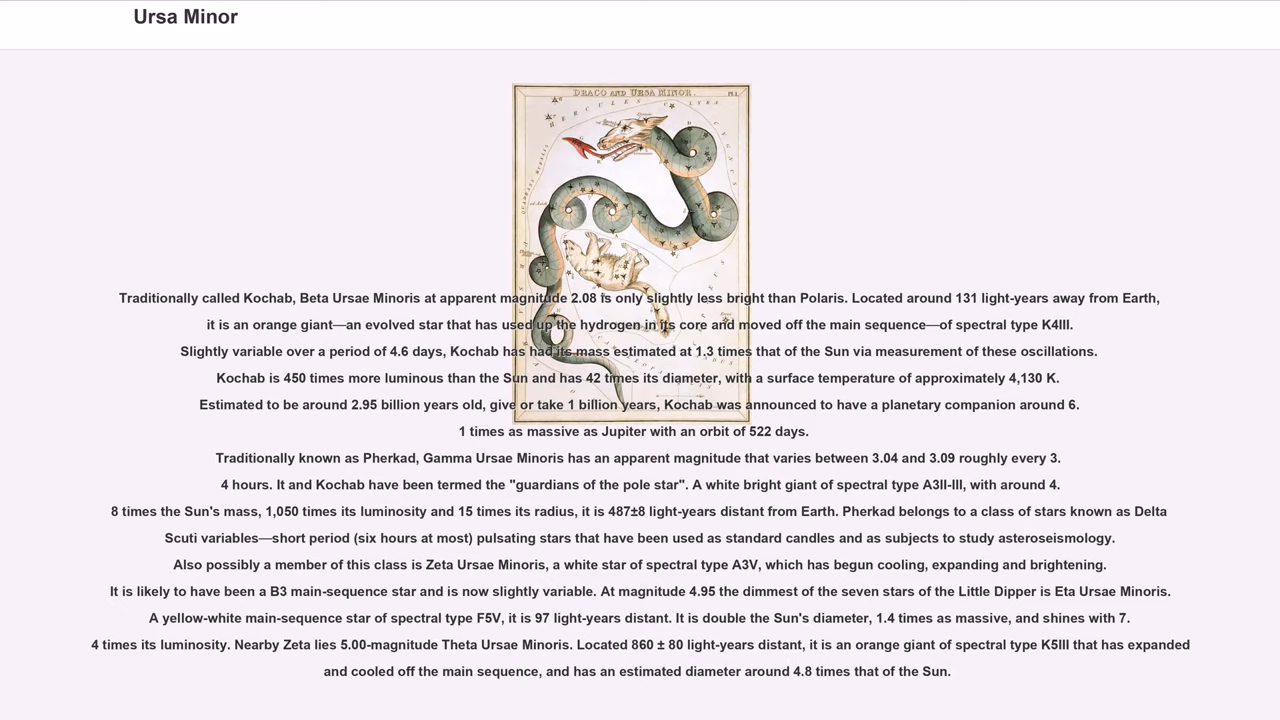 Ursa Minor
DRACO AND URSA MINOR.
Pl.1.
HERCULES
LYRA
CYGNUS
Traditionally called Kochab, Beta Ursae Minoris at apparent magnitude 2.08 is only slightly less bright than Polaris. Located around 131 light-years away from Earth,
it is an orange giant—an evolved star that has used up the hydrogen in its core and moved off the main sequence—of spectral type K4III.
Slightly variable over a period of 4.6 days, Kochab has had its mass estimated at 1.3 times that of the Sun via measurement of these oscillations.
Kochab is 450 times more luminous than the Sun and has 42 times its diameter, with a surface temperature of approximately 4,130 K.
Estimated to be around 2.95 billion years old, give or take 1 billion years, Kochab was announced to have a planetary companion around 6.
1 times as massive as Jupiter with an orbit of 522 days.
Traditionally known as Pherkad, Gamma Ursae Minoris has an apparent magnitude that varies between 3.04 and 3.09 roughly every 3.
4 hours. It and Kochab have been termed the "guardians of the pole star". A white bright giant of spectral type A3II-III, with around 4.
8 times the Sun's mass, 1,050 times its luminosity and 15 times its radius, it is 487±8 light-years distant from Earth. Pherkad belongs to a class of stars known as Delta
Scuti variables—short period (six hours at most) pulsating stars that have been used as standard candles and as subjects to study asteroseismology.
Also possibly a member of this class is Zeta Ursae Minoris, a white star of spectral type A3V, which has begun cooling, expanding and brightening.
It is likely to have been a B3 main-sequence star and is now slightly variable. At magnitude 4.95 the dimmest of the seven stars of the Little Dipper is Eta Ursae Minoris.
A yellow-white main-sequence star of spectral type F5V, it is 97 light-years distant. It is double the Sun's diameter, 1.4 times as massive, and shines with 7.
4 times its luminosity. Nearby Zeta lies 5.00-magnitude Theta Ursae Minoris. Located 860 ± 80 light-years distant, it is an orange giant of spectral type K5III that has expanded
and cooled off the main sequence, and has an estimated diameter around 4.8 times that of the Sun.